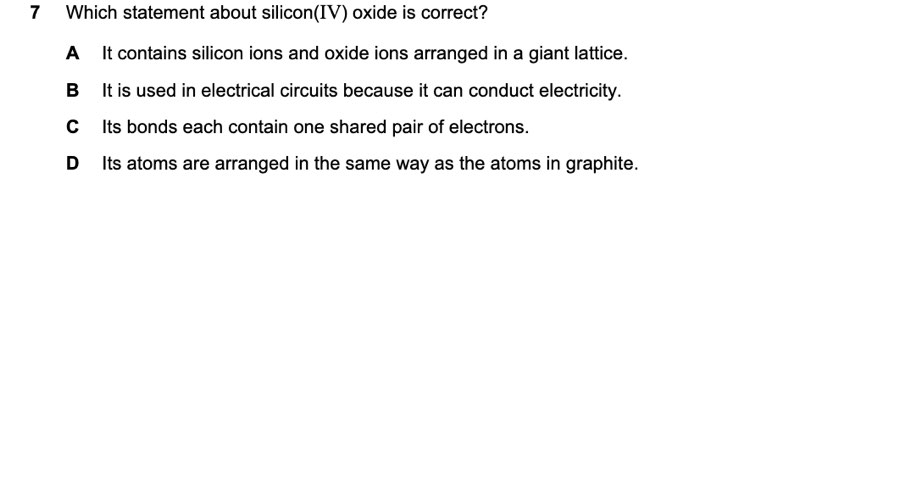 7 Which statement about silicon(IV) oxide is correct?
A It contains silicon ions and oxide ions arranged in a giant lattice.
B It is used in electrical circuits because it can conduct electricity.
C Its bonds each contain one shared pair of electrons.
D Its atoms are arranged in the same way as the atoms in graphite.